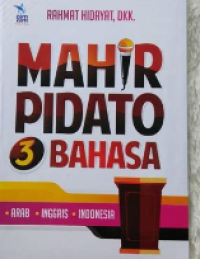 RAHMAT HIDAYAT, DKK.
MAHIR
PIDATO
3 BAHASA
• ARAB • INGGRIS • INDONESIA